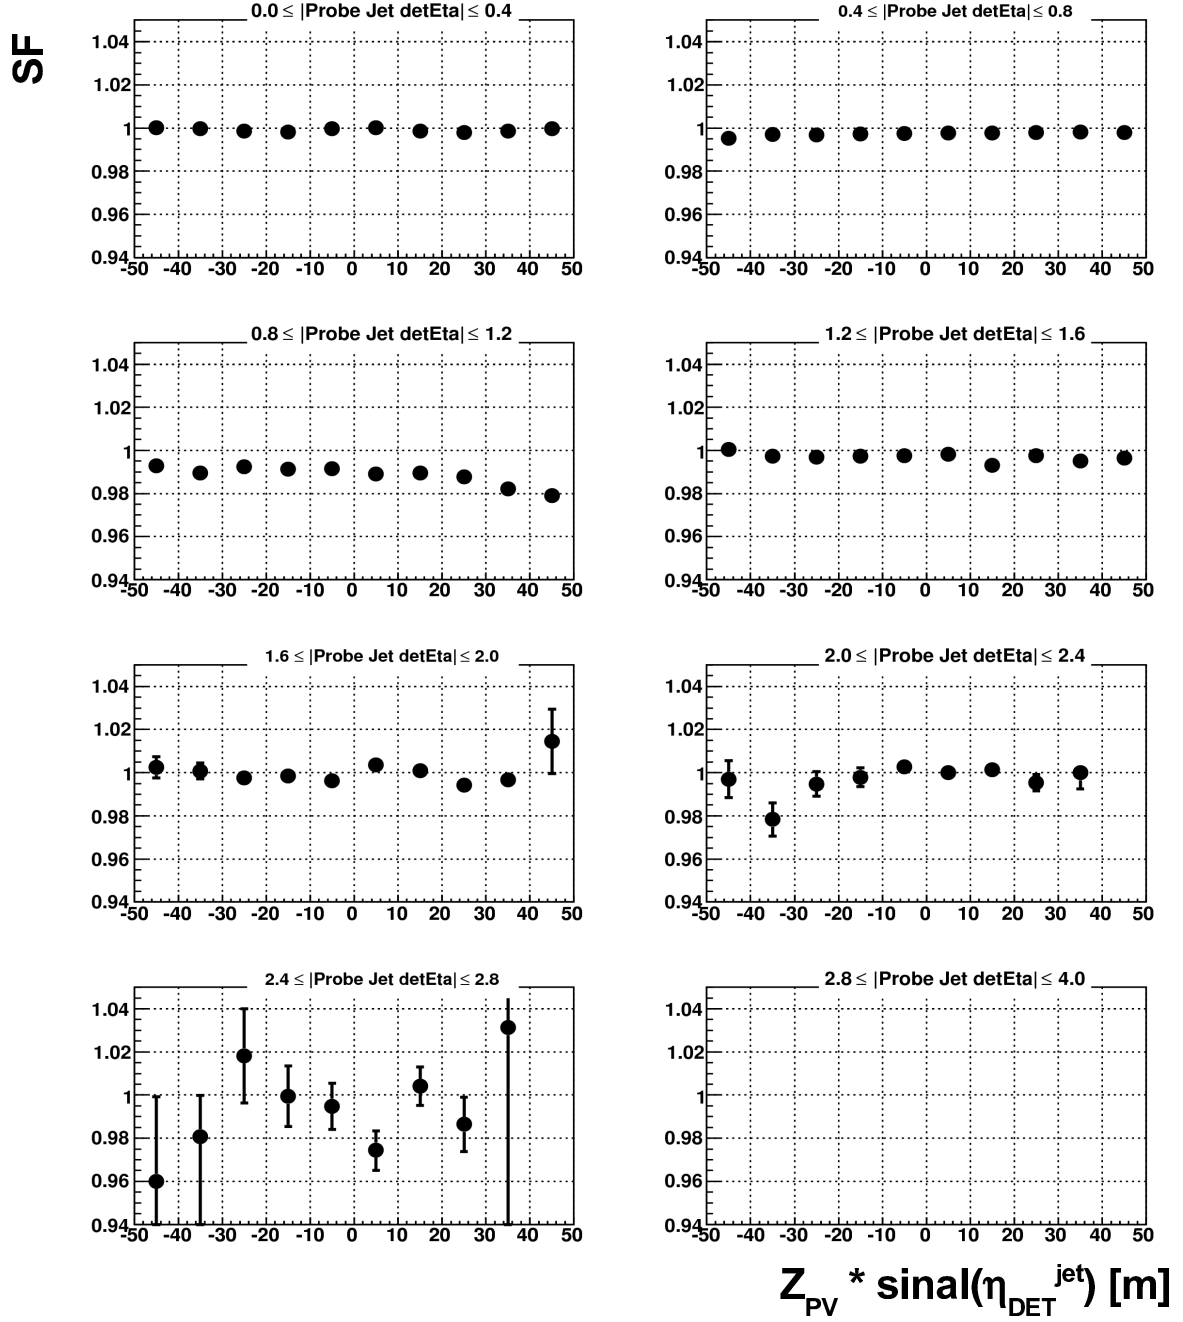 SF
0.0 ≤ |Probe Jet detEta| ≤ 0.4
1.04
1.02
1
0.98
0.96
0.94
-50 -40 -30 -20 -10 0 10 20 30 40 50
0.4 ≤ |Probe Jet detEta| ≤ 0.8
1.04
1.02
1
0.98
0.96
0.94
-50 -40 -30 -20 -10 0 10 20 30 40 50
0.8 ≤ |Probe Jet detEta| ≤ 1.2
1.04
1.02
1
0.98
0.96
0.94
-50 -40 -30 -20 -10 0 10 20 30 40 50
1.2 ≤ |Probe Jet detEta| ≤ 1.6
1.04
1.02
1
0.98
0.96
0.94
-50 -40 -30 -20 -10 0 10 20 30 40 50
1.6 ≤ |Probe Jet detEta| ≤ 2.0
1.04
1.02
1
0.98
0.96
0.94
-50 -40 -30 -20 -10 0 10 20 30 40 50
2.0 ≤ |Probe Jet detEta| ≤ 2.4
1.04
1.02
1
0.98
0.96
0.94
-50 -40 -30 -20 -10 0 10 20 30 40 50
2.4 ≤ |Probe Jet detEta| ≤ 2.8
1.04
1.02
1
0.98
0.96
0.94
-50 -40 -30 -20 -10 0 10 20 30 40 50
2.8 ≤ |Probe Jet detEta| ≤ 4.0
1.04
1.02
1
0.98
0.96
0.94
-50 -40 -30 -20 -10 0 10 20 30 40 50
Z_PV * sinal(η_DET^jet) [m]